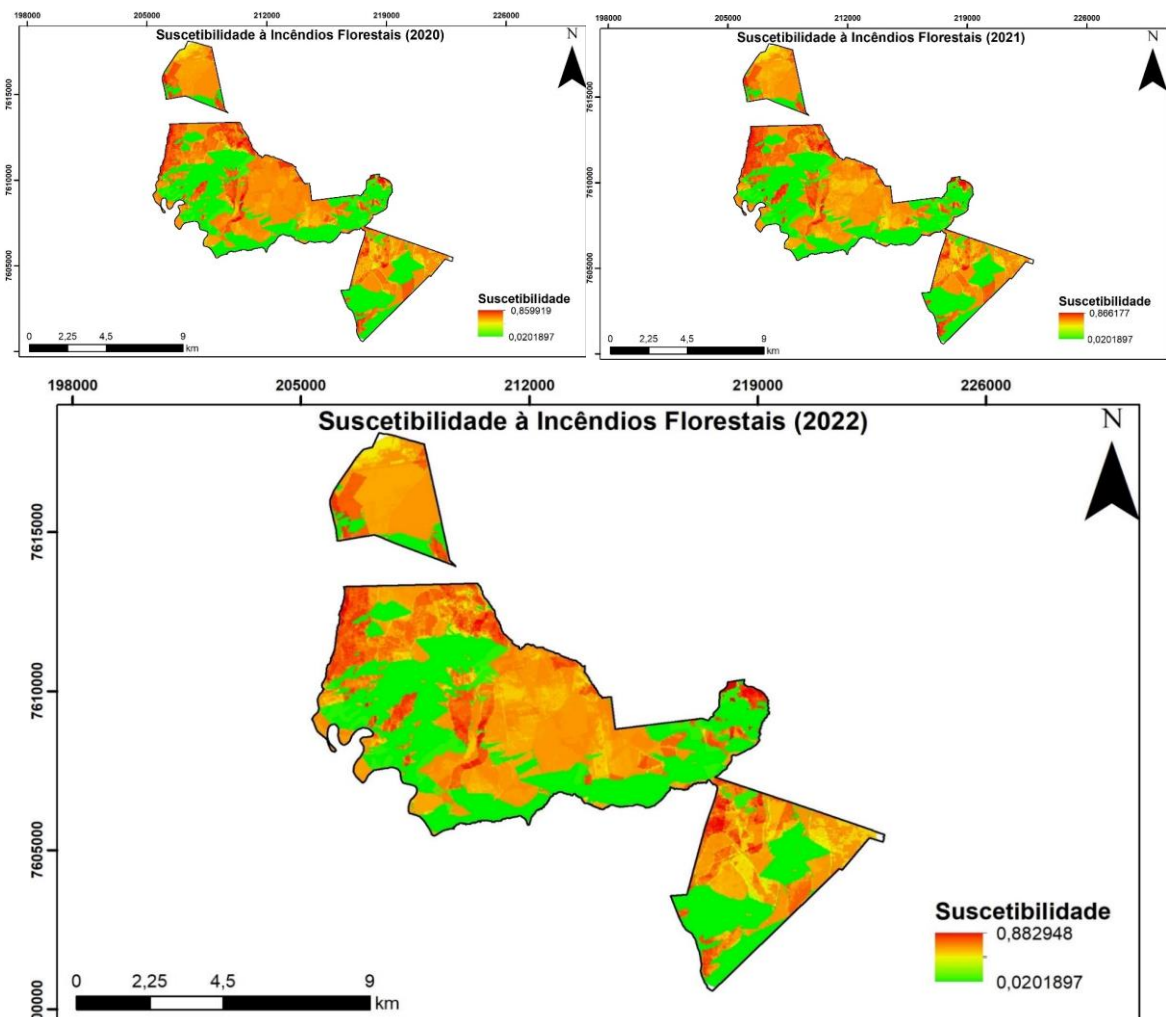 198000 205000 212000 219000 226000
Suscetibilidade à Incêndios Florestais (2020)
N
7615000
7610000
7605000
Suscetibilidade
0,859919
0,0201897
0 2,25 4,5 9
km
198000 205000 212000 219000 226000
Suscetibilidade à Incêndios Florestais (2021)
N
7615000
7610000
7605000
Suscetibilidade
0,866177
0,0201897
0 2,25 4,5 9
km
198000 205000 212000 219000 226000
Suscetibilidade à Incêndios Florestais (2022)
N
7615000
7610000
7605000
Suscetibilidade
0,882948
0,0201897
0 2,25 4,5 9
km